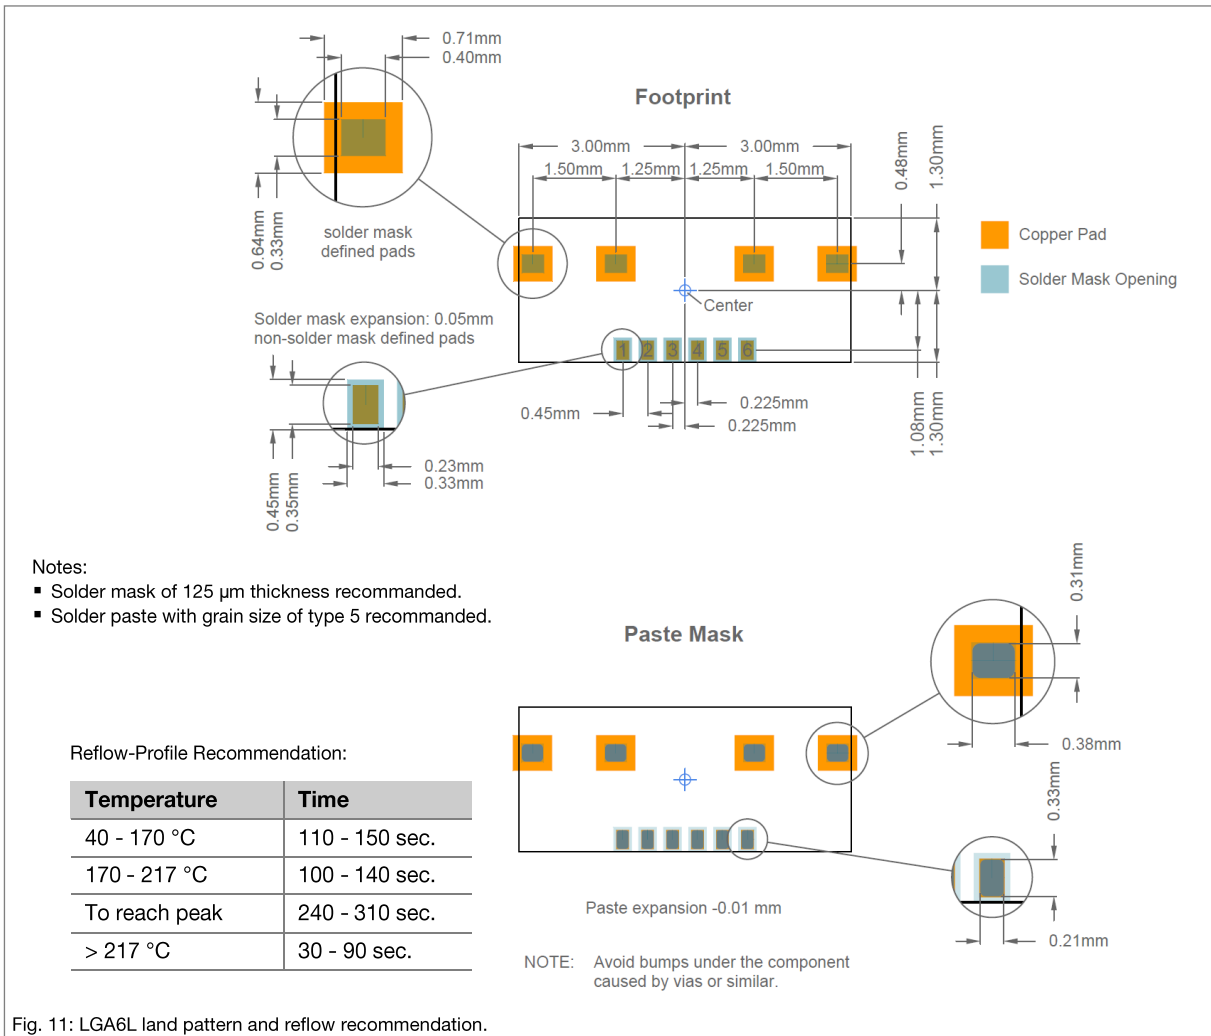 0.71mm
0.40mm
Footprint
3.00mm
3.00mm
1.50mm
1.25mm
1.25mm
1.50mm
0.48mm
1.30mm
0.64mm
0.33mm
solder mask
defined pads
Copper Pad
Solder Mask Opening
Center
Solder mask expansion: 0.05mm
non-solder mask defined pads
1 2 3 4 5 6
0.45mm
0.225mm
0.225mm
1.08mm
1.30mm
0.23mm
0.33mm
0.45mm
0.35mm
Notes:
▪ Solder mask of 125 µm thickness recommanded.
▪ Solder paste with grain size of type 5 recommanded.
Paste Mask
0.31mm
0.38mm
0.33mm
0.21mm
Reflow-Profile Recommendation:
Temperature Time
40 - 170 °C 110 - 150 sec.
170 - 217 °C 100 - 140 sec.
To reach peak 240 - 310 sec.
> 217 °C 30 - 90 sec.
Paste expansion -0.01 mm
NOTE: Avoid bumps under the component
caused by vias or similar.
Fig. 11: LGA6L land pattern and reflow recommendation.